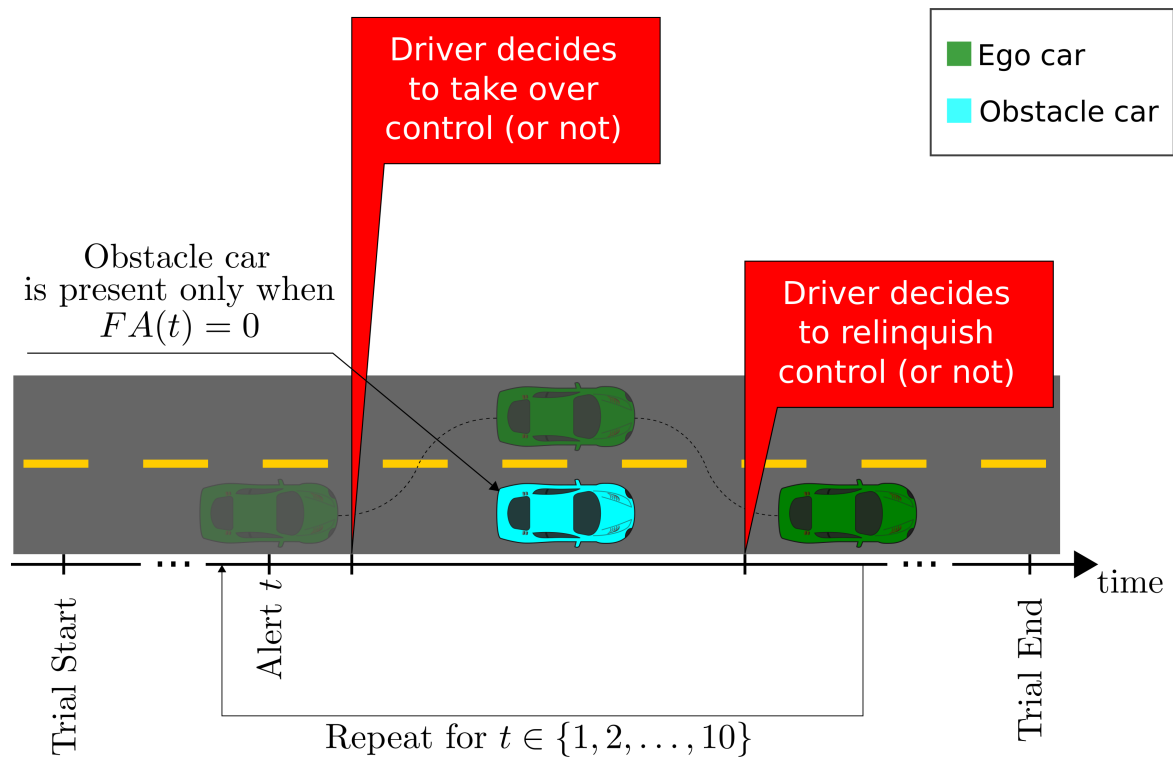 Driver decides
to take over
control (or not)
Ego car
Obstacle car
Obstacle car
is present only when
FA(t) = 0
Driver decides
to relinquish
control (or not)
time
Trial Start
Alert t
Trial End
Repeat for t ∈ {1, 2, . . . , 10}